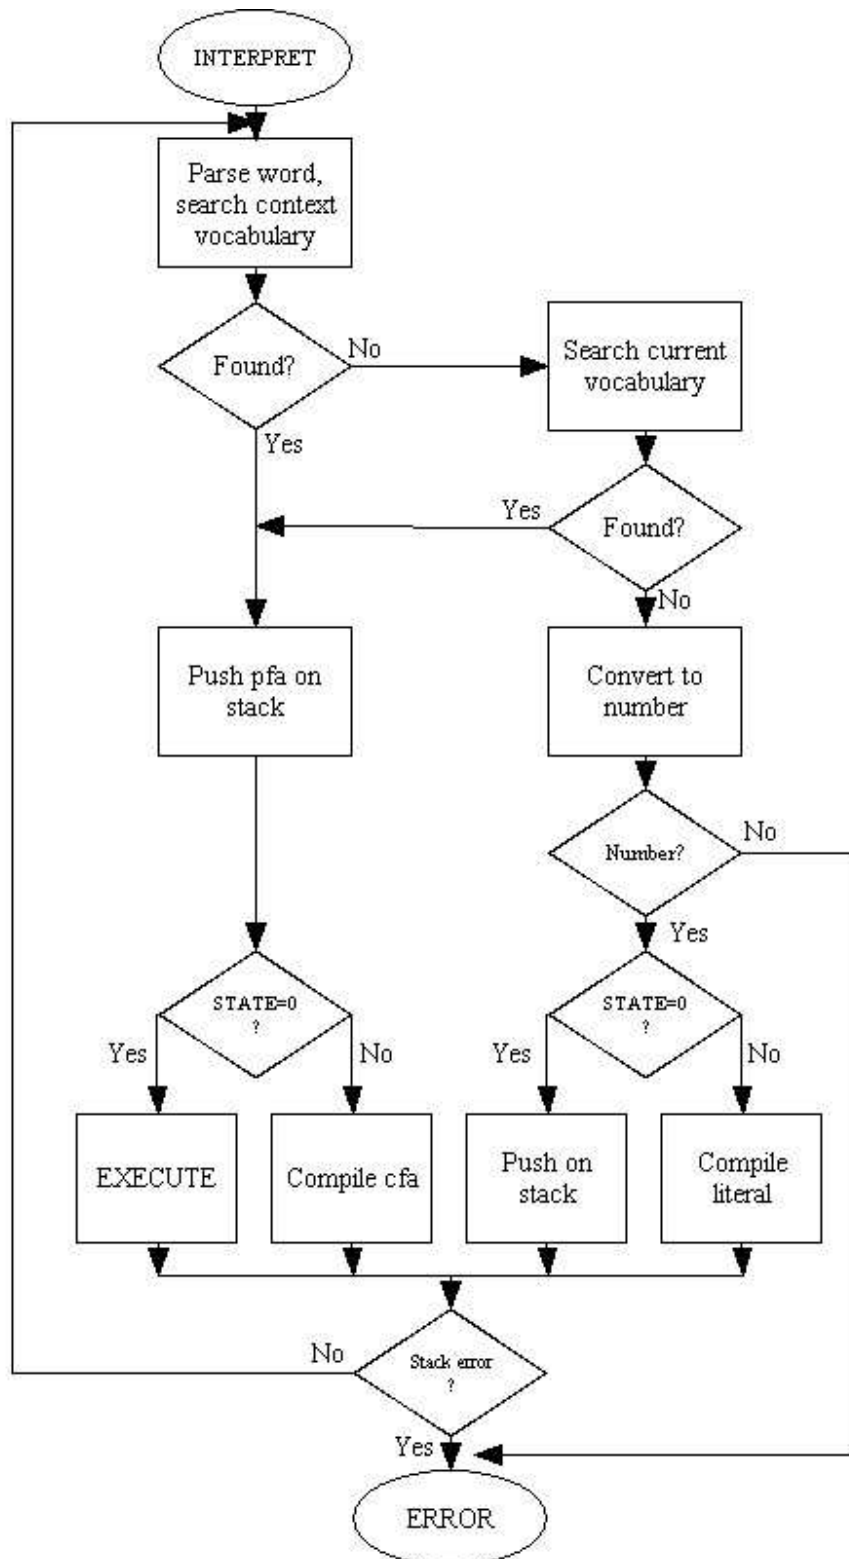 INTERPRET
Parse word,
search context
vocabulary
Found?
No
Search current
vocabulary
Yes
Yes
Found?
No
Push pfa on
stack
Convert to
number
Number?
No
Yes
STATE=0
?
Yes
No
STATE=0
?
Yes
No
EXECUTE
Compile cfa
Push on
stack
Compile
literal
No
Stack error
?
Yes
ERROR